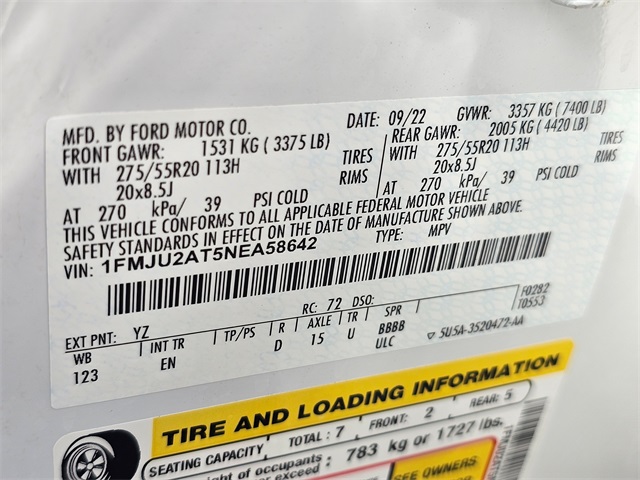 MFD. BY FORD MOTOR CO. DATE: 09/22 GVWR: 3357 KG ( 7400 LB)
FRONT GAWR: 1531 KG ( 3375 LB) REAR GAWR: 2005 KG ( 4420 LB)
WITH 275/55R20 113H TIRES WITH 275/55R20 113H TIRES
20x8.5J RIMS 20x8.5J RIMS
AT 270 kPa/ 39 PSI COLD AT 270 kPa/ 39 PSI COLD
THIS VEHICLE CONFORMS TO ALL APPLICABLE FEDERAL MOTOR VEHICLE
SAFETY STANDARDS IN EFFECT ON THE DATE OF MANUFACTURE SHOWN ABOVE.
VIN: 1FMJU2AT5NEA58642 TYPE: MPV
F0282
T0553
EXT PNT: YZ RC: 72 DSO:
WB INT TR TP/PS R AXLE TR SPR
123 EN D 15 U BBBB
ULC ▽ 5U5A-3520472-AA
TIRE AND LOADING INFORMATION
SEATING CAPACITY TOTAL : 7 FRONT: 2 REAR: 5
of occupants
exceed : 783 kg or 1727 lbs.
SEE OWNERS